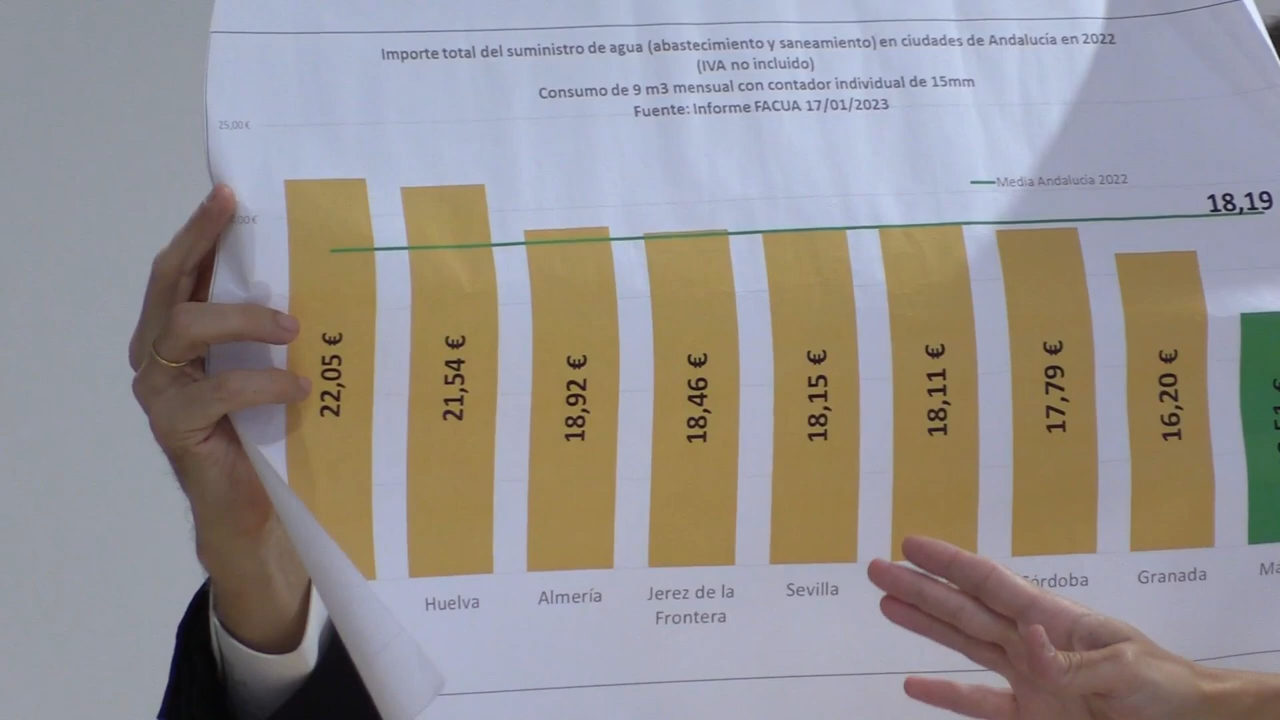 Importe total del suministro de agua (abastecimiento y saneamiento) en ciudades de Andalucía en 2022
(IVA no incluido)
Consumo de 9 m3 mensual con contador individual de 15mm
Fuente: Informe FACUA 17/01/2023
25,00 €
Media Andalucía 2022
18,19
22,05 €
21,54 €
18,92 €
18,46 €
18,15 €
18,11 €
17,79 €
16,20 €
Huelva
Almería
Jerez de la
Frontera
Sevilla
Córdoba
Granada